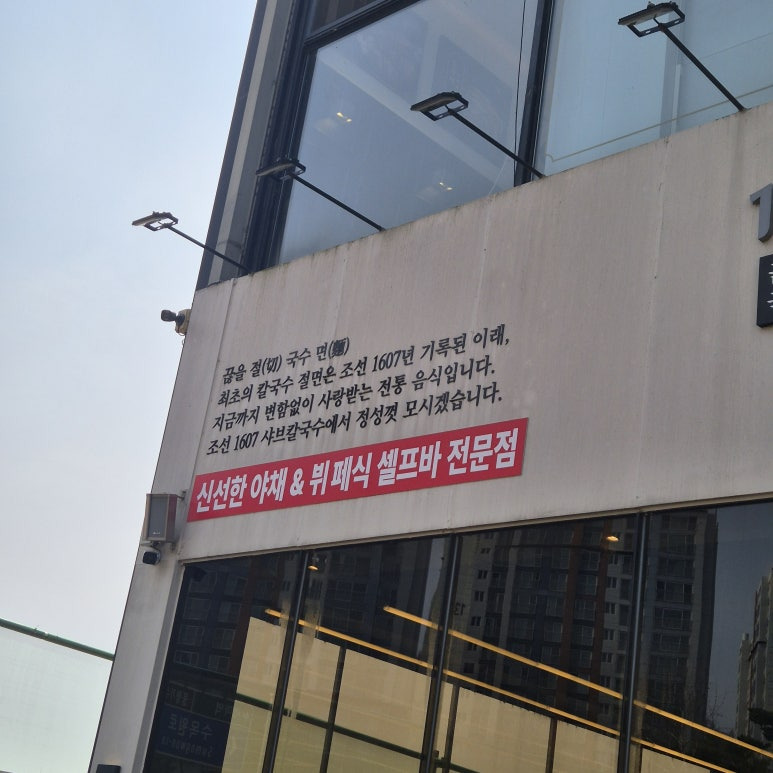 끊을 절(切) 국수 면(麵)
최초의 칼국수 절면은 조선 1607년 기록된 이래,
지금까지 변함없이 사랑받는 전통 음식입니다.
조선 1607 샤브칼국수에서 정성껏 모시겠습니다.
신선한 야채 & 뷔페식 셀프바 전문점